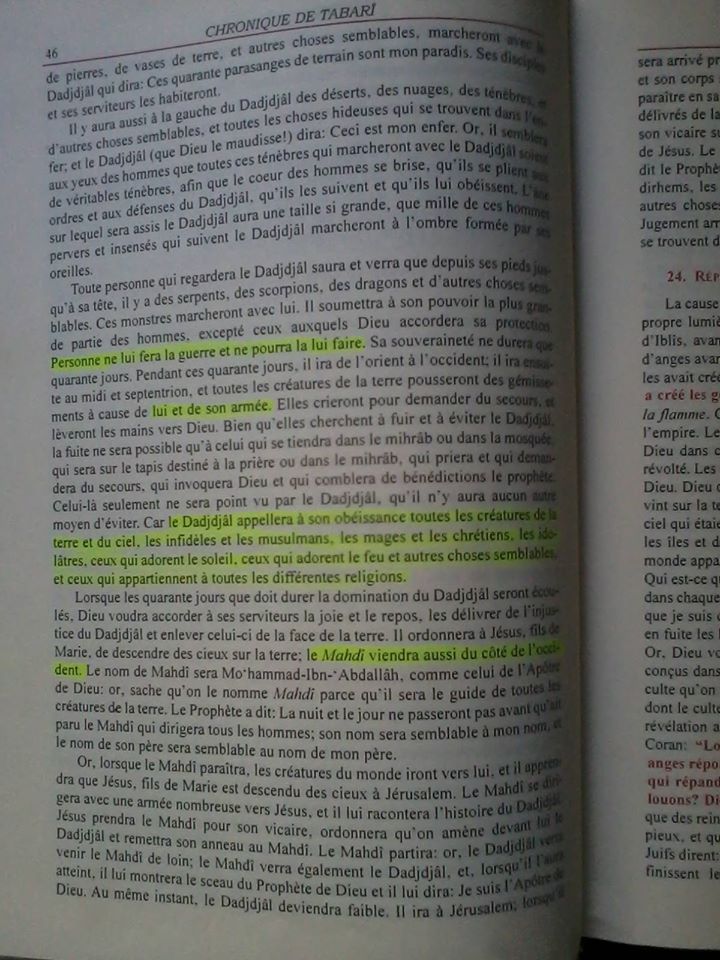 46
CHRONIQUE DE TABARÎ
de pierres, de vases de terre, et autres choses semblables, marcheront avec le
Dadjdjâl qui dira: Ces quarante parasanges de terrain sont mon paradis. Ses disciples
et ses serviteurs les habiteront.
Il y aura aussi à la gauche du Dadjdjâl des déserts, des nuages, des ténèbres, et
d'autres choses semblables, et toutes les choses hideuses qui se trouvent dans l'en-
fer; et le Dadjdjâl (que Dieu le maudisse!) dira: Ceci est mon enfer. Or, il semblera
aux yeux des hommes que toutes ces ténèbres qui marcheront avec le Dadjdjâl soient
de véritables ténèbres, afin que le coeur des hommes se brise, qu'ils se plient aux
ordres et aux défenses du Dadjdjâl, qu'ils les suivent et qu'ils lui obéissent. L'âne
sur lequel sera assis le Dadjdjâl aura une taille si grande, que mille de ces hommes
pervers et insensés qui suivent le Dadjdjâl marcheront à l'ombre formée par ses
oreilles.
Toute personne qui regardera le Dadjdjâl saura et verra que depuis ses pieds jus-
qu'à sa tête, il y a des serpents, des scorpions, des dragons et d'autres choses sem-
blables. Ces monstres marcheront avec lui. Il soumettra à son pouvoir la plus gran-
de partie des hommes, excepté ceux auxquels Dieu accordera sa protection.
Personne ne lui fera la guerre et ne pourra la lui faire. Sa souveraineté ne durera que
quarante jours. Pendant ces quarante jours, il ira de l'orient à l'occident; il ira ensui-
te au midi et septentrion, et toutes les créatures de la terre pousseront des gémisse-
ments à cause de lui et de son armée. Elles crieront pour demander du secours, et
lèveront les mains vers Dieu. Bien qu'elles cherchent à fuir et à éviter le Dadjdjâl,
la fuite ne sera possible qu'à celui qui se tiendra dans le mihrâb ou dans la mosquée,
qui sera sur le tapis destiné à la prière ou dans le mihrâb, qui priera et qui deman-
dera du secours, qui invoquera Dieu et qui comblera de bénédictions le prophète.
Celui-là seulement ne sera point vu par le Dadjdjâl, qu'il n'y aura aucun autre
moyen d'éviter. Car le Dadjdjâl appellera à son obéissance toutes les créatures de la
terre et du ciel, les infidèles et les musulmans, les mages et les chrétiens, les ido-
lâtres, ceux qui adorent le soleil, ceux qui adorent le feu et autres choses semblables,
et ceux qui appartiennent à toutes les différentes religions.
Lorsque les quarante jours que doit durer la domination du Dadjdjâl seront écou-
lés, Dieu voudra accorder à ses serviteurs la joie et le repos, les délivrer de l'injus-
tice du Dadjdjâl et enlever celui-ci de la face de la terre. Il ordonnera à Jésus, fils de
Marie, de descendre des cieux sur la terre; le Mahdî viendra aussi du côté de l'occi-
dent. Le nom de Mahdî sera Mo'hammad-Ibn-'Abdallâh, comme celui de l'Apôtre
de Dieu: or, sache qu'on le nomme Mahdî parce qu'il sera le guide de toutes les
créatures de la terre. Le Prophète a dit: La nuit et le jour ne passeront pas avant qu'ait
paru le Mahdî qui dirigera tous les hommes; son nom sera semblable à mon nom, et
le nom de son père sera semblable au nom de mon père.
Or, lorsque le Mahdî paraîtra, les créatures du monde iront vers lui, et il appren-
dra que Jésus, fils de Marie est descendu des cieux à Jérusalem. Le Mahdî se diri-
gera avec une armée nombreuse vers Jésus, et il lui racontera l'histoire du Dadjdjâl,
Jésus prendra le Mahdî pour son vicaire, ordonnera qu'on amène devant lui le
Dadjdjâl et remettra son anneau au Mahdî. Le Mahdî partira: or, le Dadjdjâl verra
venir le Mahdî de loin; le Mahdî verra également le Dadjdjâl, et, lorsqu'il l'aura
atteint, il lui montrera le sceau du Prophète de Dieu et il lui dira: Je suis l'Apôtre de
Dieu. Au même instant, le Dadjdjâl deviendra faible. Il ira à Jérusalem; lorsqu'il
sera arrivé
et son corps
paraître en sa
délivrés de la
son vicaire su
de Jésus. Le
dit le Prophè
dirhems, les
autres choses
Jugement
se trouvent d
24. RÉP
La cause
propre lumiè
d'Iblîs, avan
d'anges avan
les avait créé
a créé les g
la flamme. C
l'empire. Le
Dieu dans c
révolté. Les
Dieu. Dieu
vint sur la te
ciel qui étaie
les îles et d
monde appa
Qui est-ce q
dans chaque
que je suis
en fuite les
Or, Dieu vo
conçus dans
culte qu'on
dont le culte
révélation a
Coran: "Lo
anges répo
qui répand
louons? Di
que des rein
pieux, et qu
Juifs dirent:
finissent le